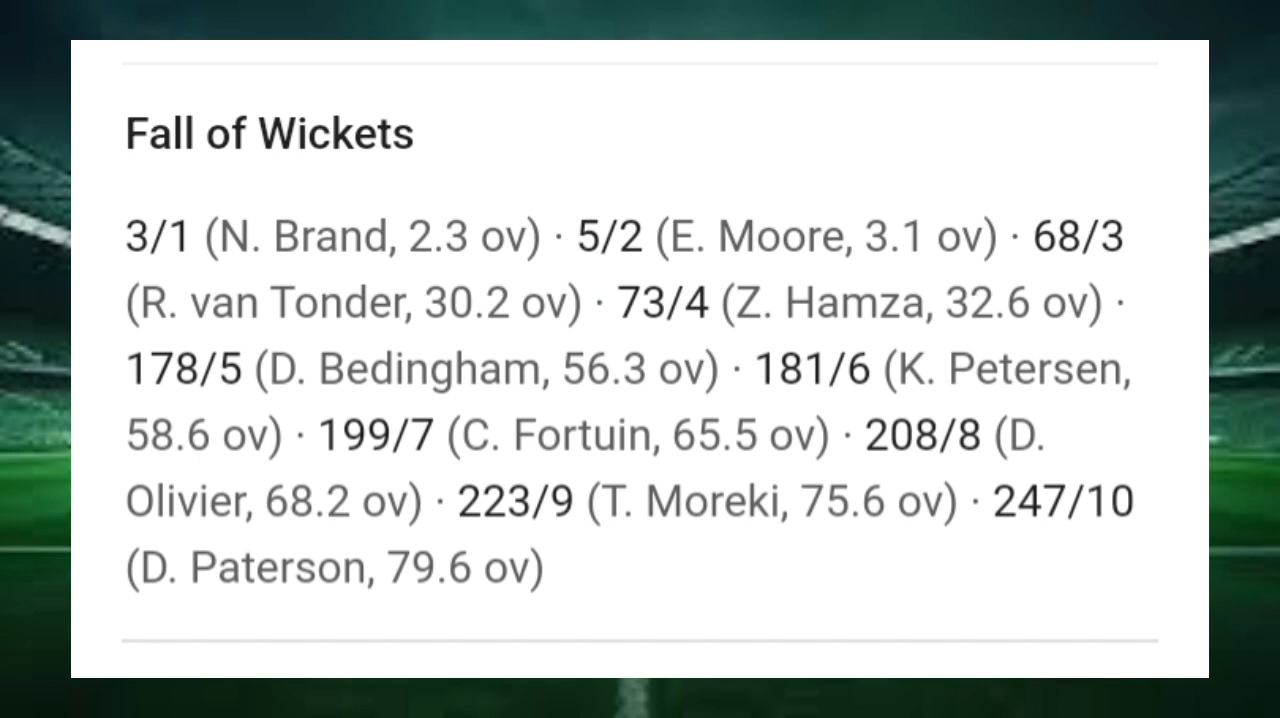 Fall of Wickets
3/1 (N. Brand, 2.3 ov) · 5/2 (E. Moore, 3.1 ov) · 68/3
(R. van Tonder, 30.2 ov) · 73/4 (Z. Hamza, 32.6 ov) ·
178/5 (D. Bedingham, 56.3 ov) · 181/6 (K. Petersen,
58.6 ov) · 199/7 (C. Fortuin, 65.5 ov) · 208/8 (D.
Olivier, 68.2 ov) · 223/9 (T. Moreki, 75.6 ov) · 247/10
(D. Paterson, 79.6 ov)